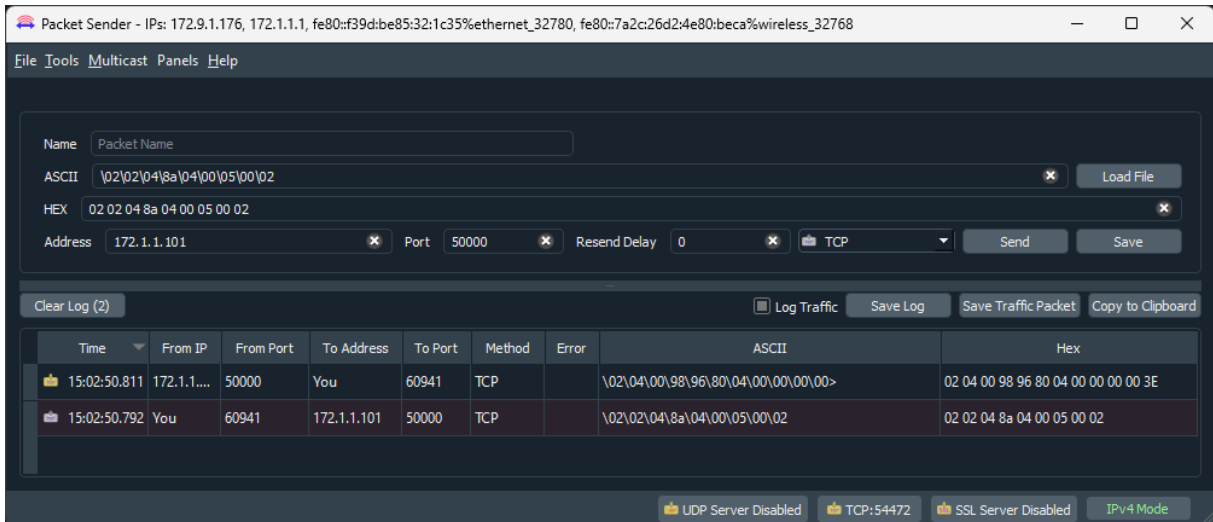 Packet Sender - IPs: 172.9.1.176, 172.1.1.1, fe80::f39d:be85:32:1c35%ethernet_32780, fe80::7a2c:26d2:4e80:beca%wireless_32768
File Tools Multicast Panels Help
Name Packet Name
ASCII \02\02\04\8a\04\00\05\00\02 Load File
HEX 02 02 04 8a 04 00 05 00 02
Address 172.1.1.101 Port 50000 Resend Delay 0 TCP Send Save
Clear Log (2) Log Traffic Save Log Save Traffic Packet Copy to Clipboard
Time From IP From Port To Address To Port Method Error ASCII Hex
15:02:50.811 172.1.1.... 50000 You 60941 TCP \02\04\00\98\96\80\04\00\00\00\00> 02 04 00 98 96 80 04 00 00 00 00 3E
15:02:50.792 You 60941 172.1.1.101 50000 TCP \02\02\04\8a\04\00\05\00\02 02 02 04 8a 04 00 05 00 02
UDP Server Disabled TCP:54472 SSL Server Disabled IPv4 Mode